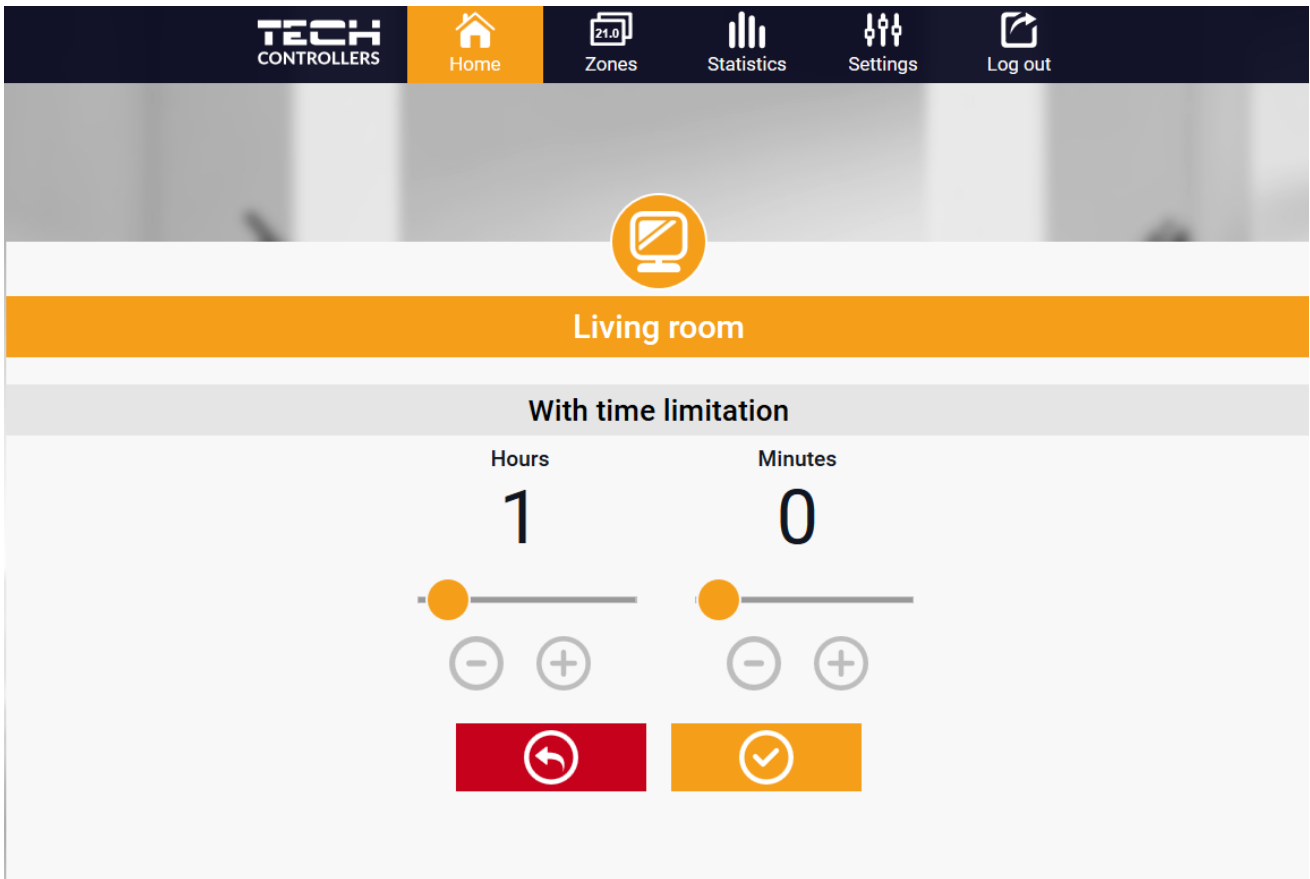 TECH
CONTROLLERS
Home
21.0
Zones
Statistics
Settings
Log out
Living room
With time limitation
Hours
Minutes
1
0